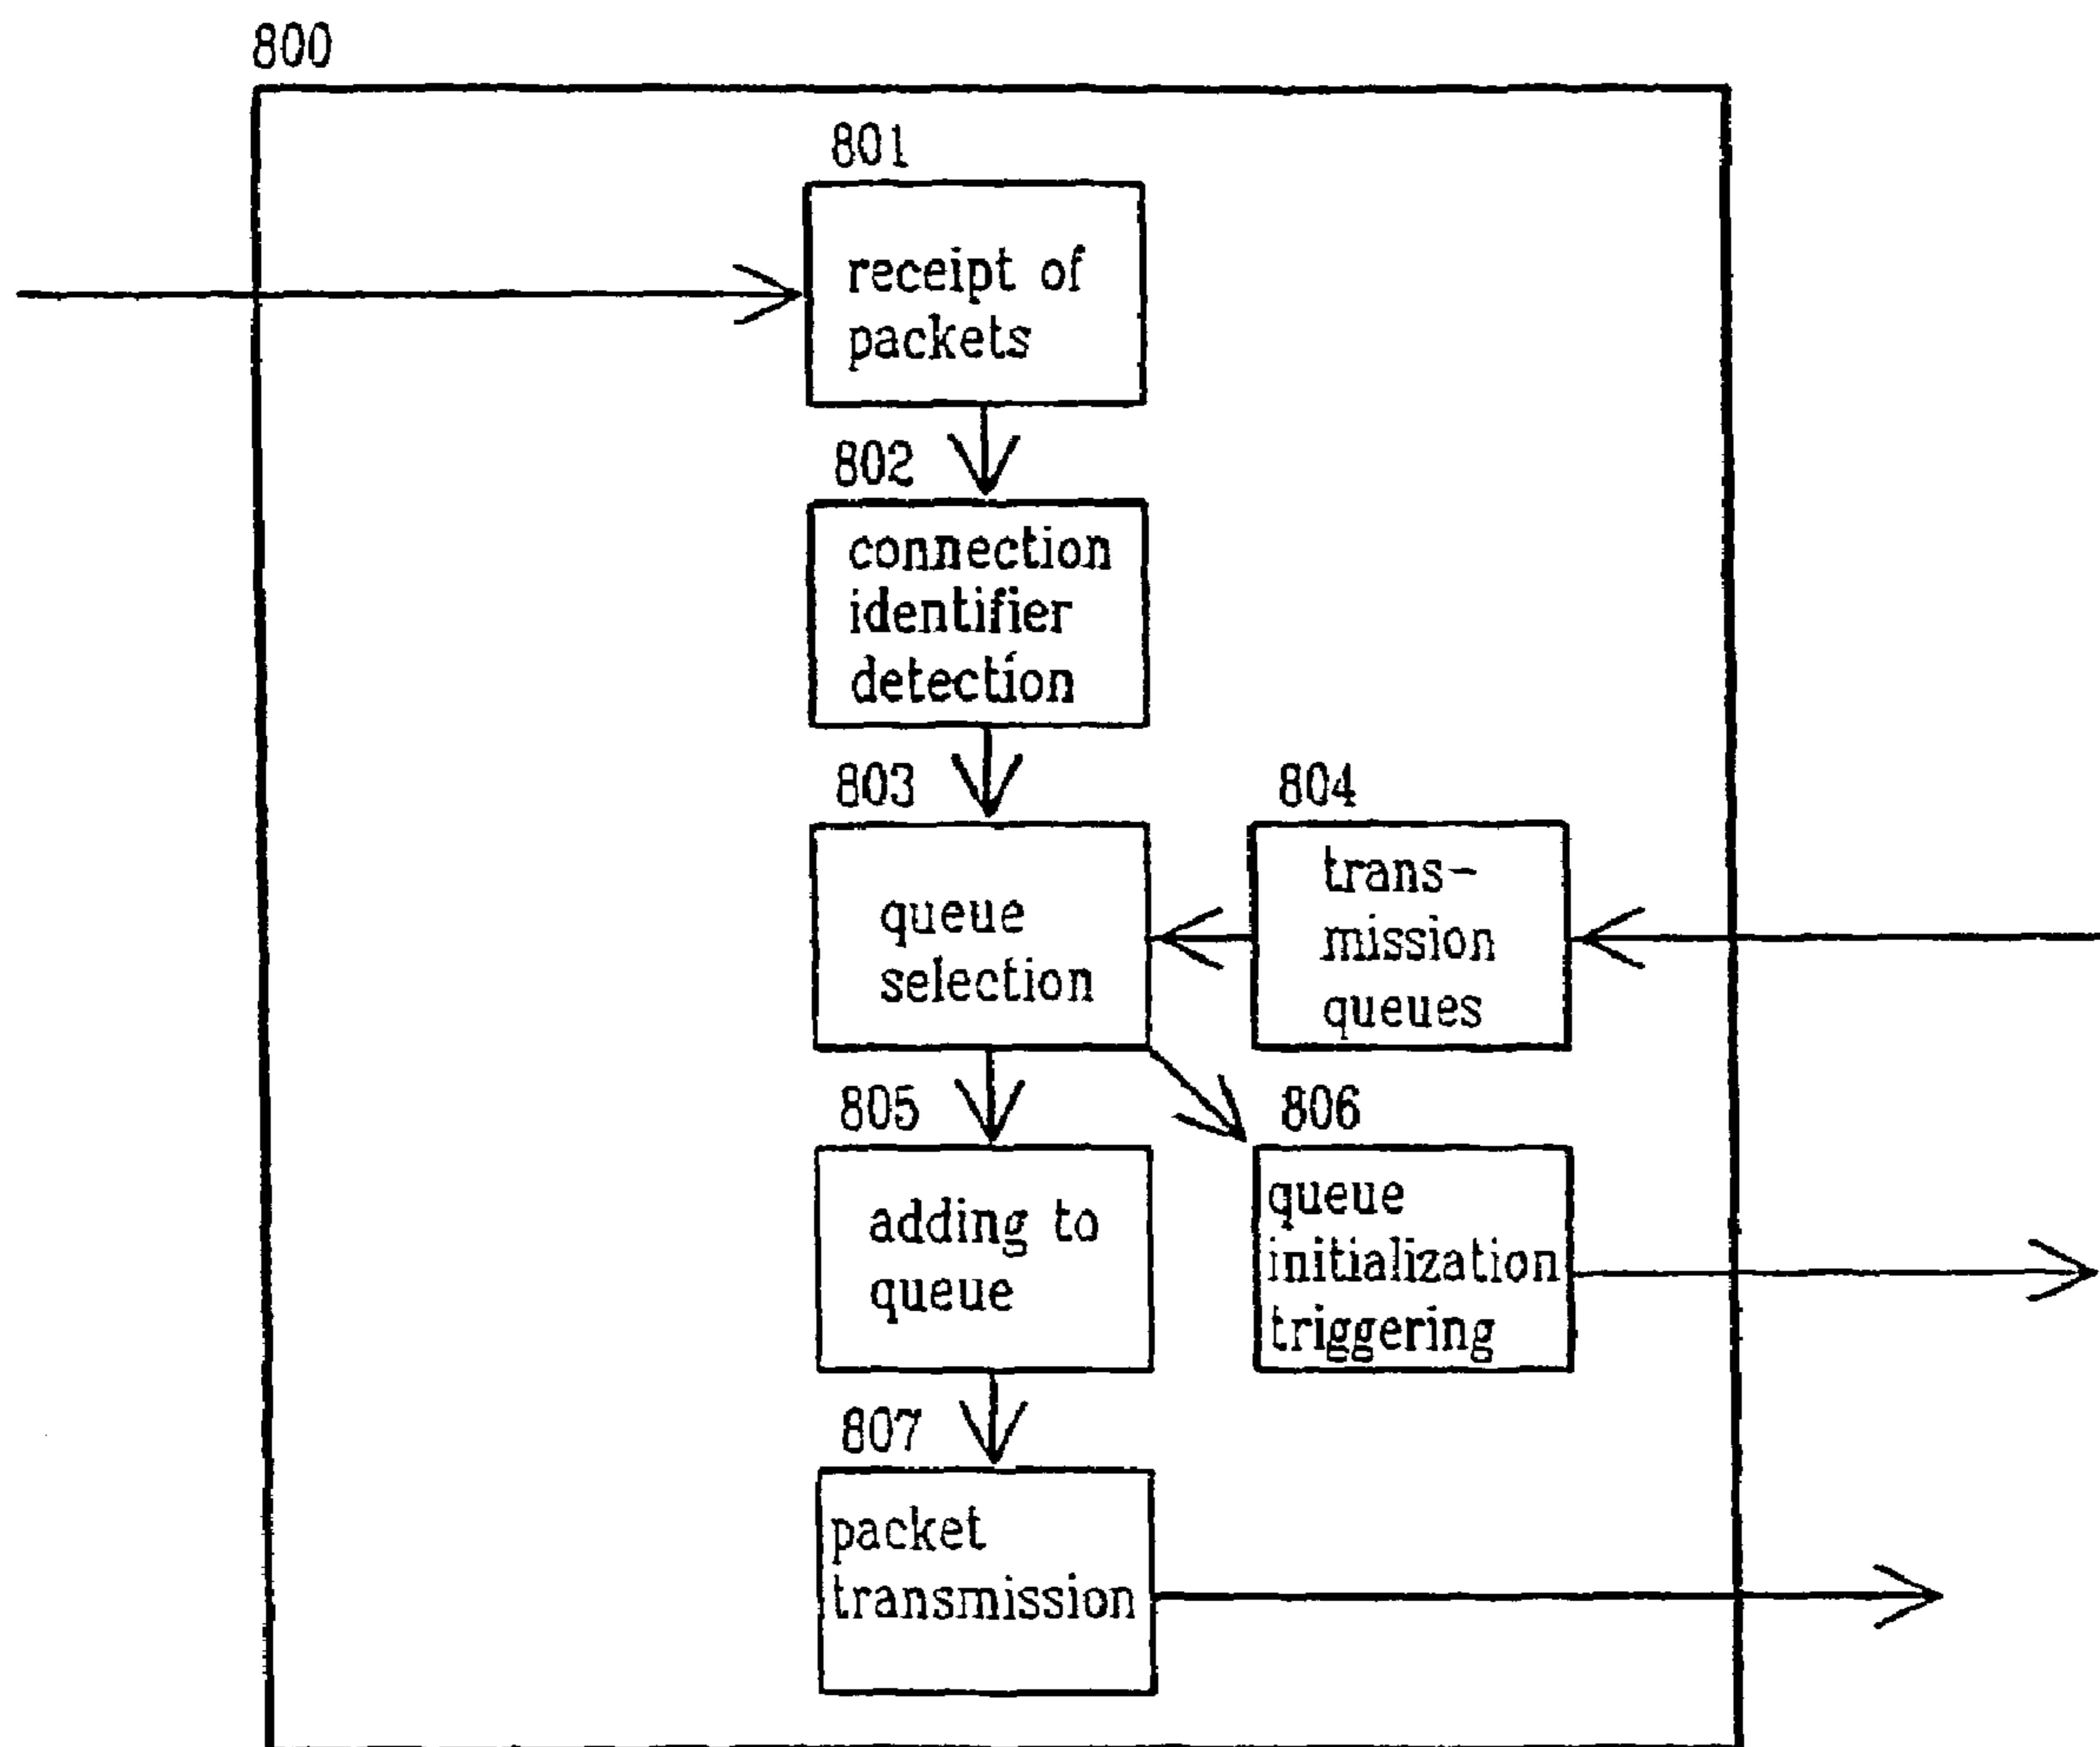 800
801
receipt of
packets
802
connection
identifier
detection
803
queue
selection
804
trans-
mission
queues
805
adding to
queue
806
queue
initialization
triggering
807
packet
transmission